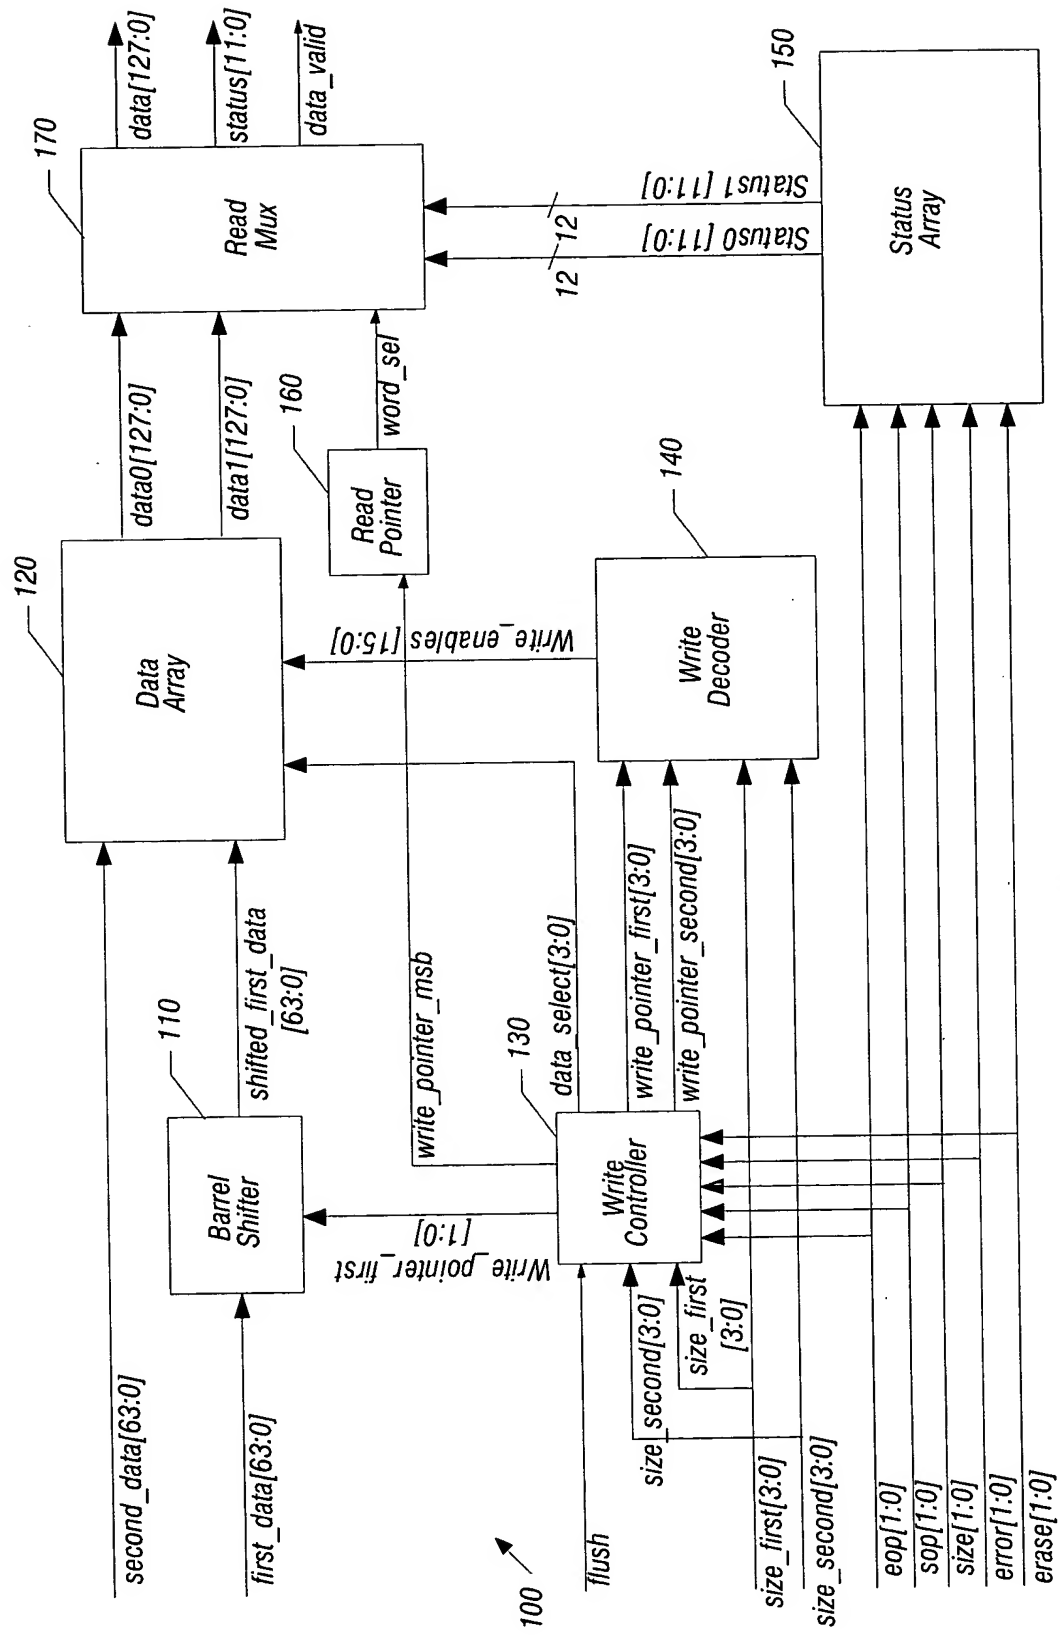 second_data[63:0]
first_data[63:0]
110
Barrel
Shifter
shifted_first_data
[63:0]
120
Data
Array
data0[127:0]
data1[127:0]
170
Read
Mux
data[127:0]
status[11:0]
data_valid
Write_pointer_first
[1:0]
write_pointer_msb
160
Read
Pointer
word_sel
100
flush
130
Write
Controller
data_select[3:0]
write_pointer_first[3:0]
write_pointer_second[3:0]
size_second[3:0]
size_first
[3:0]
Write_enables [15:0]
140
Write
Decoder
size_first[3:0]
size_second[3:0]
12
12
Status0 [11:0]
Status1 [11:0]
150
Status
Array
eop[1:0]
sop[1:0]
size[1:0]
error[1:0]
erase[1:0]